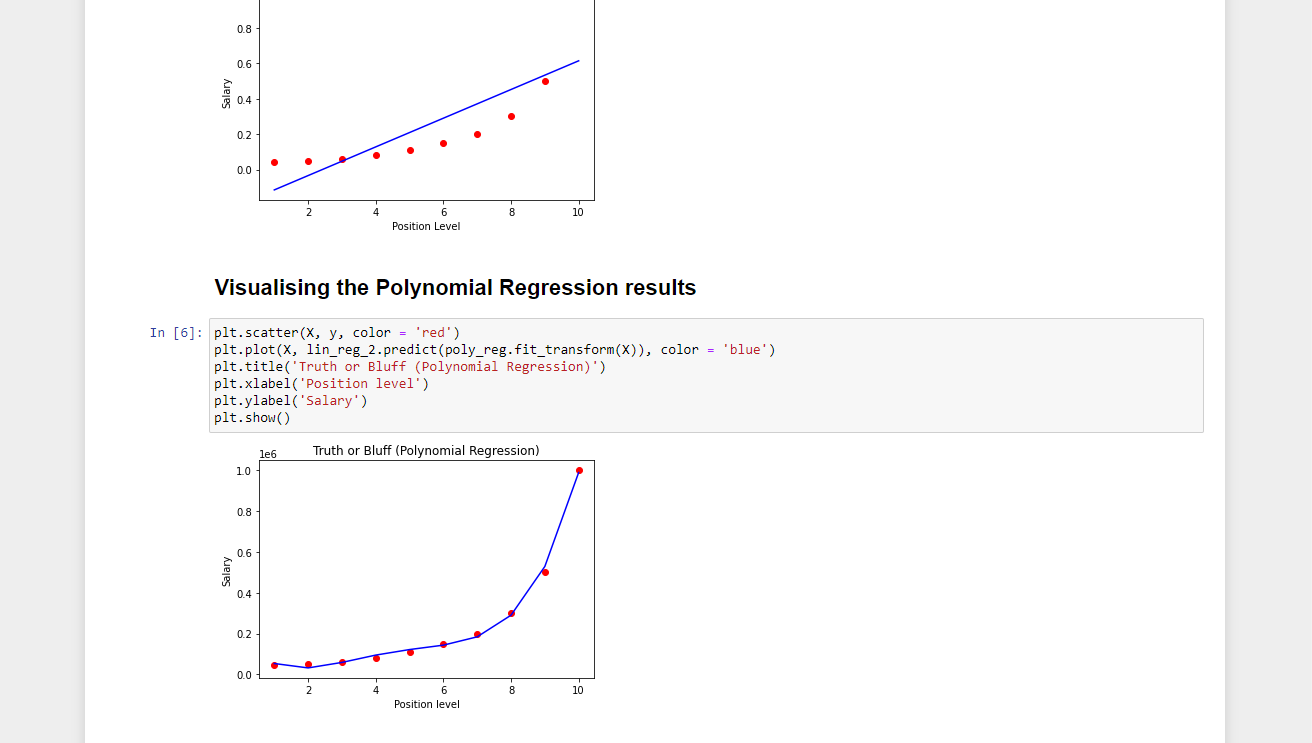 0.8
0.6
0.4
0.2
0.0
Salary
2 4 6 8 10
Position Level
Visualising the Polynomial Regression results
In [6]: plt.scatter(X, y, color = 'red')
plt.plot(X, lin_reg_2.predict(poly_reg.fit_transform(X)), color = 'blue')
plt.title('Truth or Bluff (Polynomial Regression)')
plt.xlabel('Position level')
plt.ylabel('Salary')
plt.show()
1e6 Truth or Bluff (Polynomial Regression)
1.0
0.8
0.6
0.4
0.2
0.0
Salary
2 4 6 8 10
Position level